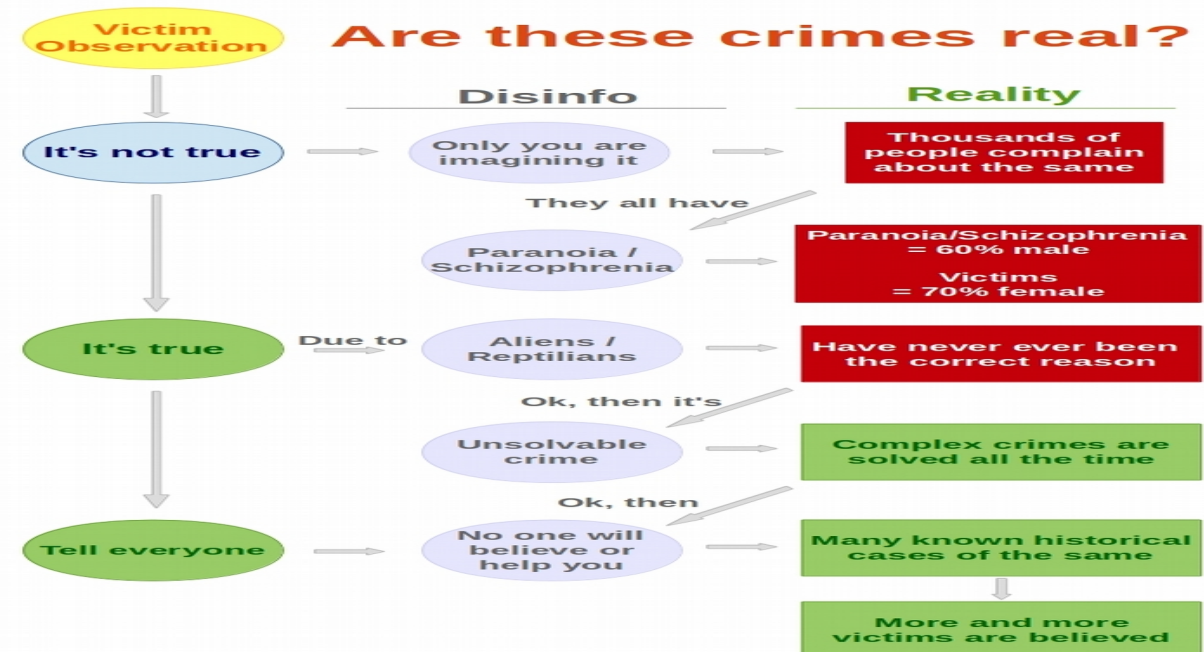 Victim
Observation
Are these crimes real?
Disinfo
Reality
It's not true
Only you are
imagining it
Thousands of
people complain
about the same
They all have
Paranoia /
Schizophrenia
Paranoia/Schizophrenia
= 60% male
Victims
= 70% female
It's true
Due to
Aliens /
Reptilians
Have never ever been
the correct reason
Ok, then it's
Unsolvable
crime
Complex crimes are
solved all the time
Ok, then
Tell everyone
No one will
believe or
help you
Many known historical
cases of the same
More and more
victims are believed